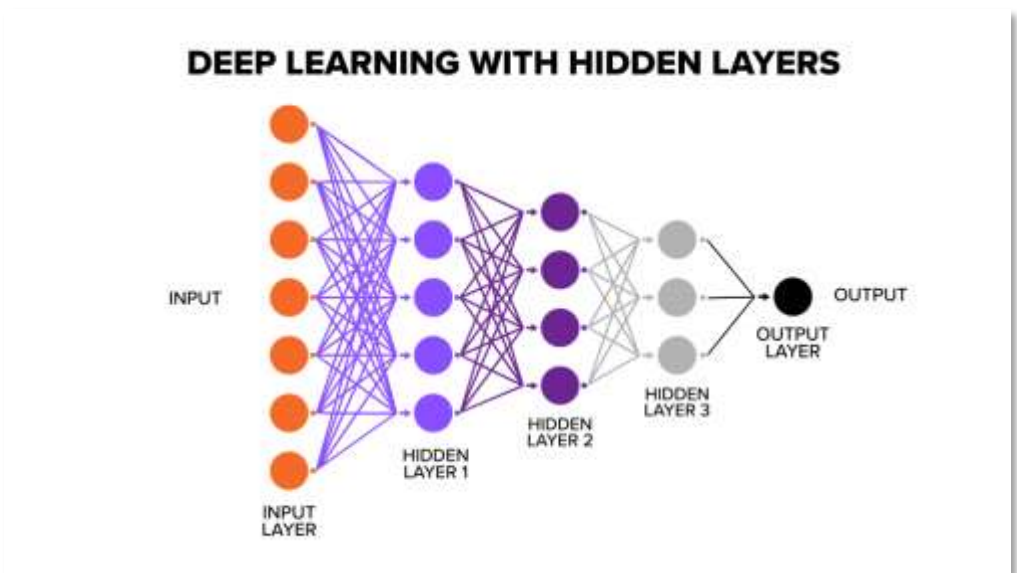 DEEP LEARNING WITH HIDDEN LAYERS
INPUT
INPUT
LAYER
HIDDEN
LAYER 1
HIDDEN
LAYER 2
HIDDEN
LAYER 3
OUTPUT
LAYER
OUTPUT